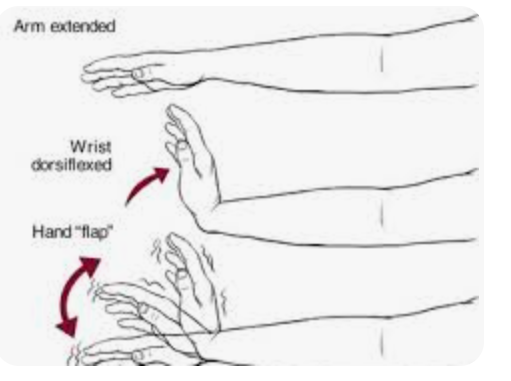 Arm extended
Wrist
dorsiflexed
Hand “flap”